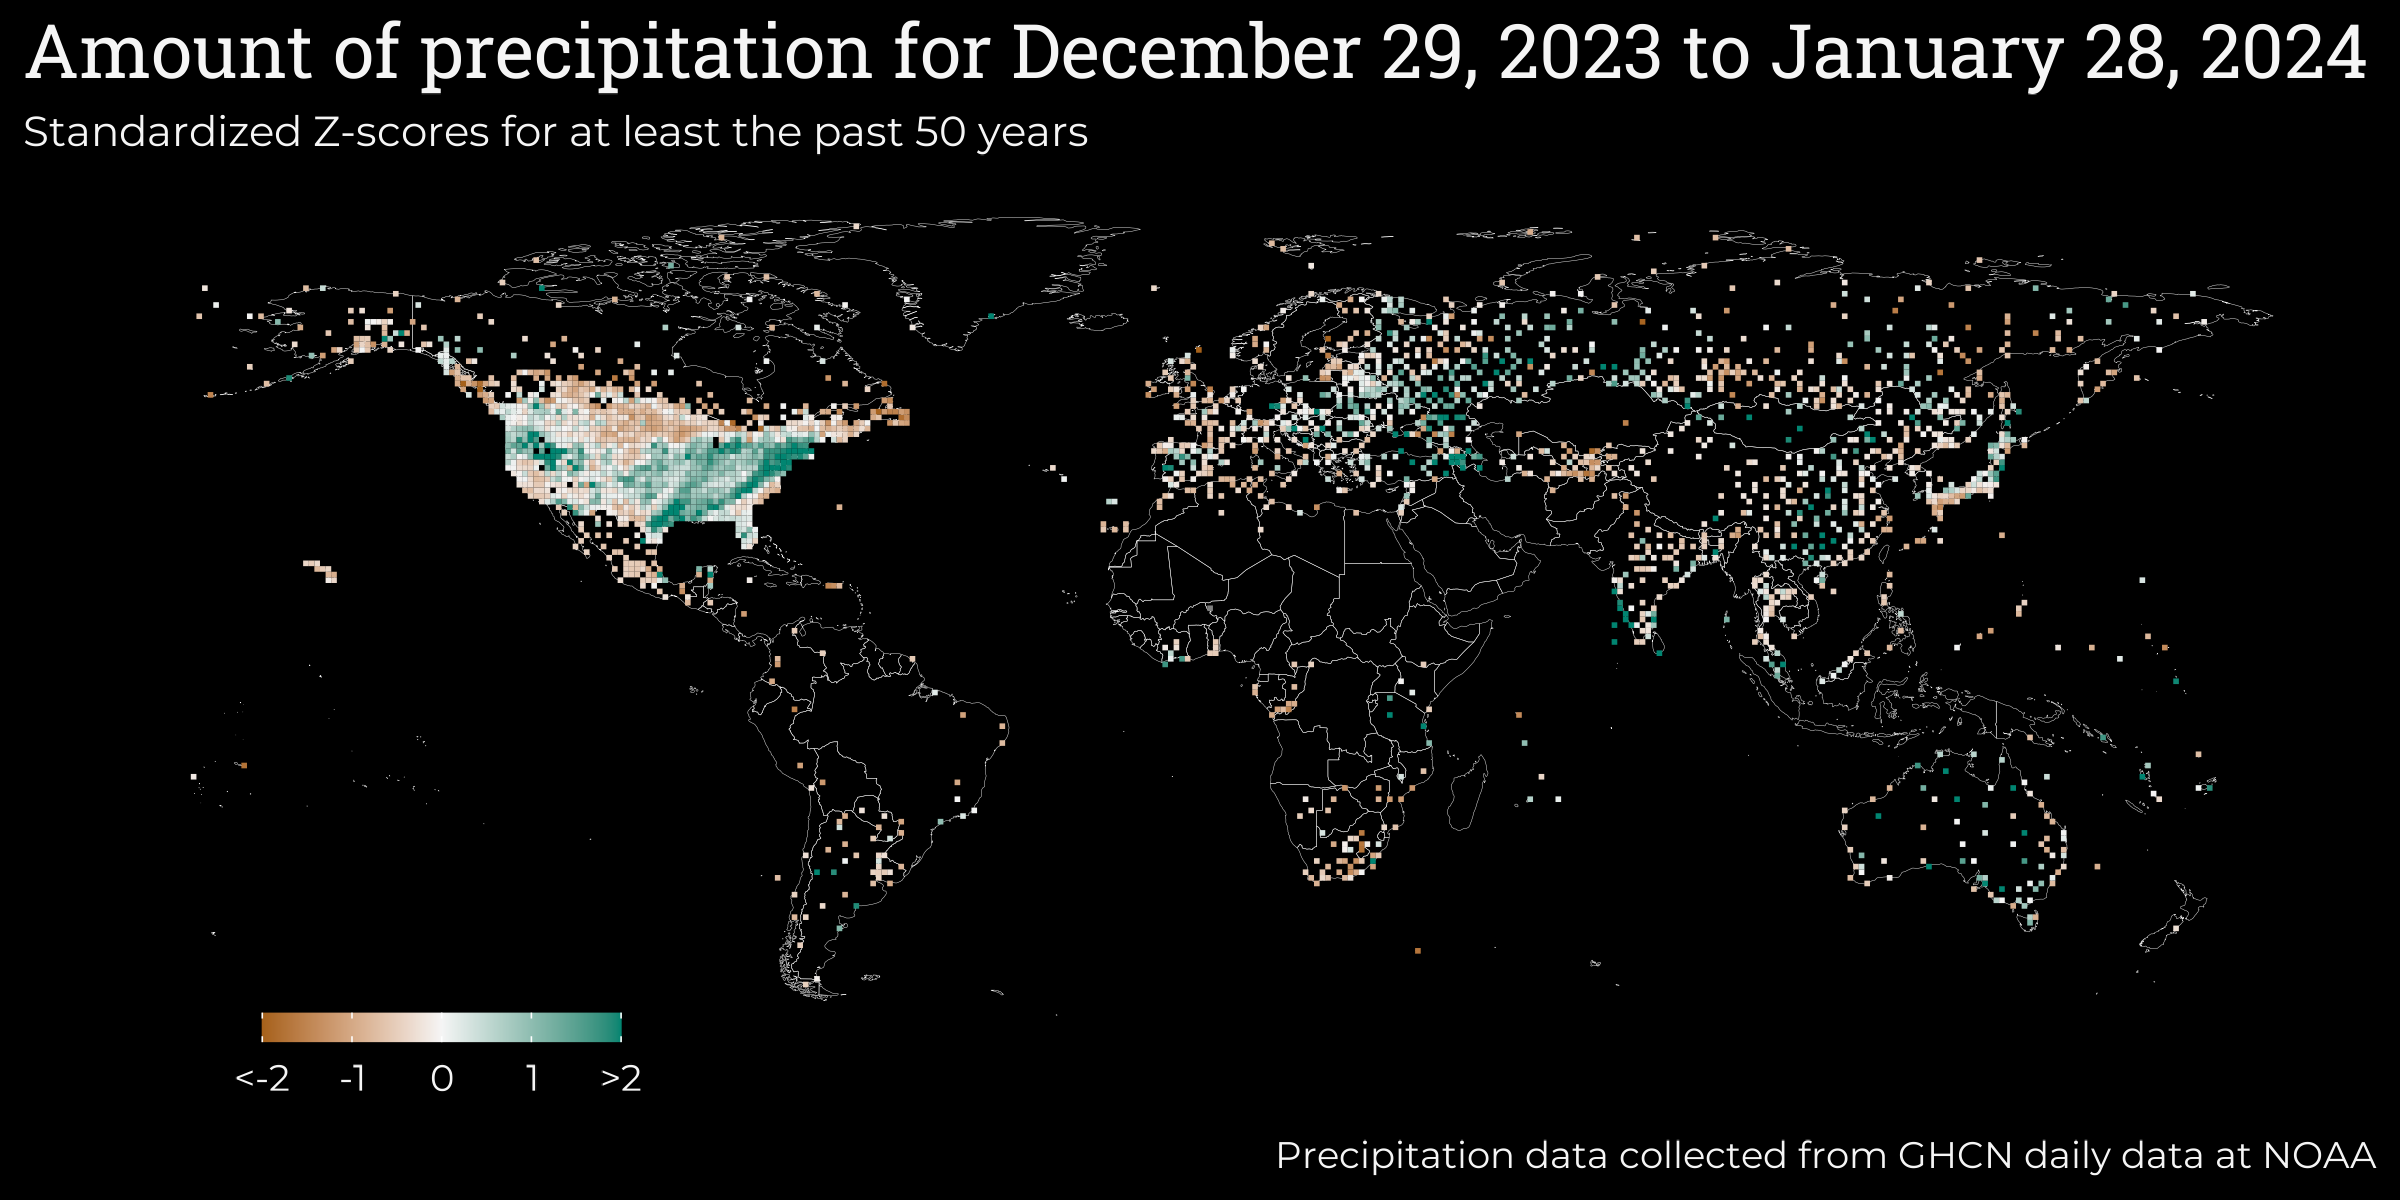 Amount of precipitation for December 29, 2023 to January 28, 2024
Standardized Z-scores for at least the past 50 years
<-2 -1 0 1 >2
Precipitation data collected from GHCN daily data at NOAA